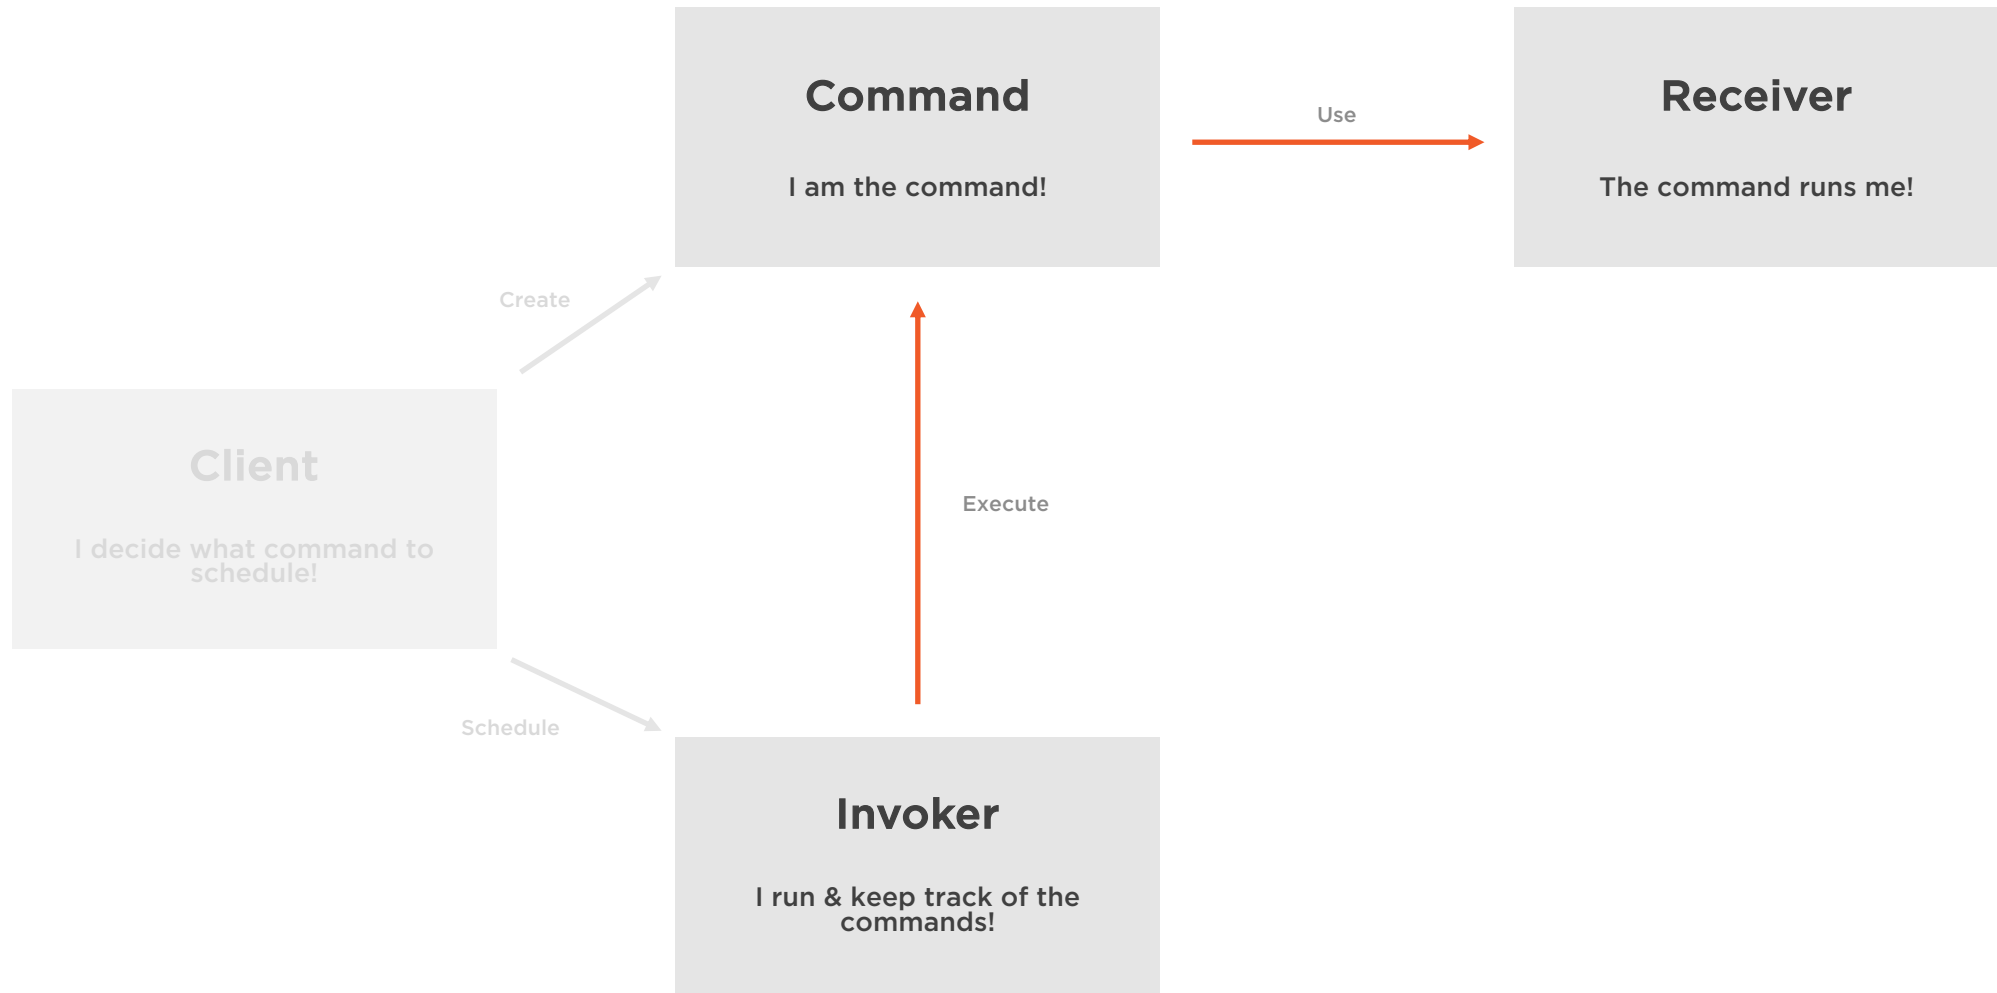 Command
I am the command!
Use
Receiver
The command runs me!
Create
Client
I decide what command to
schedule!
Execute
Schedule
Invoker
I run & keep track of the
commands!